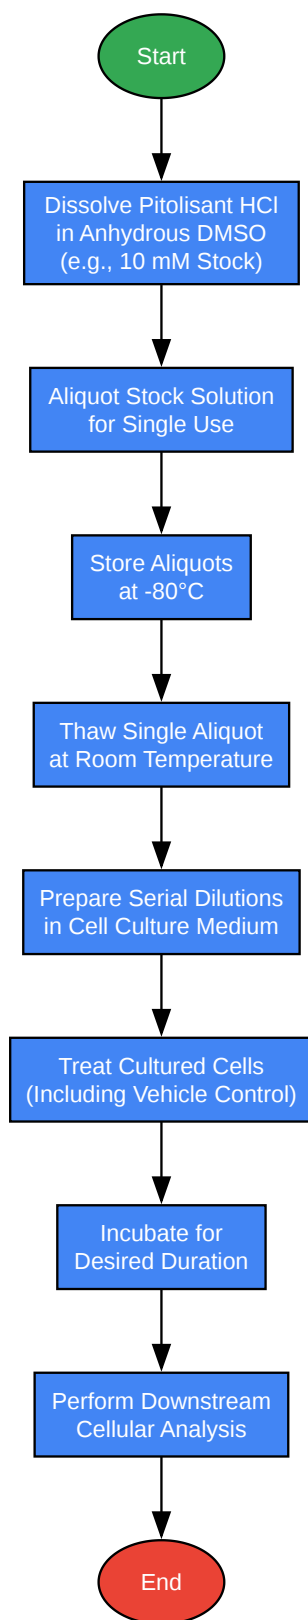 Start
Dissolve Pitolisant HCl
in Anhydrous DMSO
(e.g., 10 mM Stock)
Aliquot Stock Solution
for Single Use
Store Aliquots
at -80°C
Thaw Single Aliquot
at Room Temperature
Prepare Serial Dilutions
in Cell Culture Medium
Treat Cultured Cells
(Including Vehicle Control)
Incubate for
Desired Duration
Perform Downstream
Cellular Analysis
End